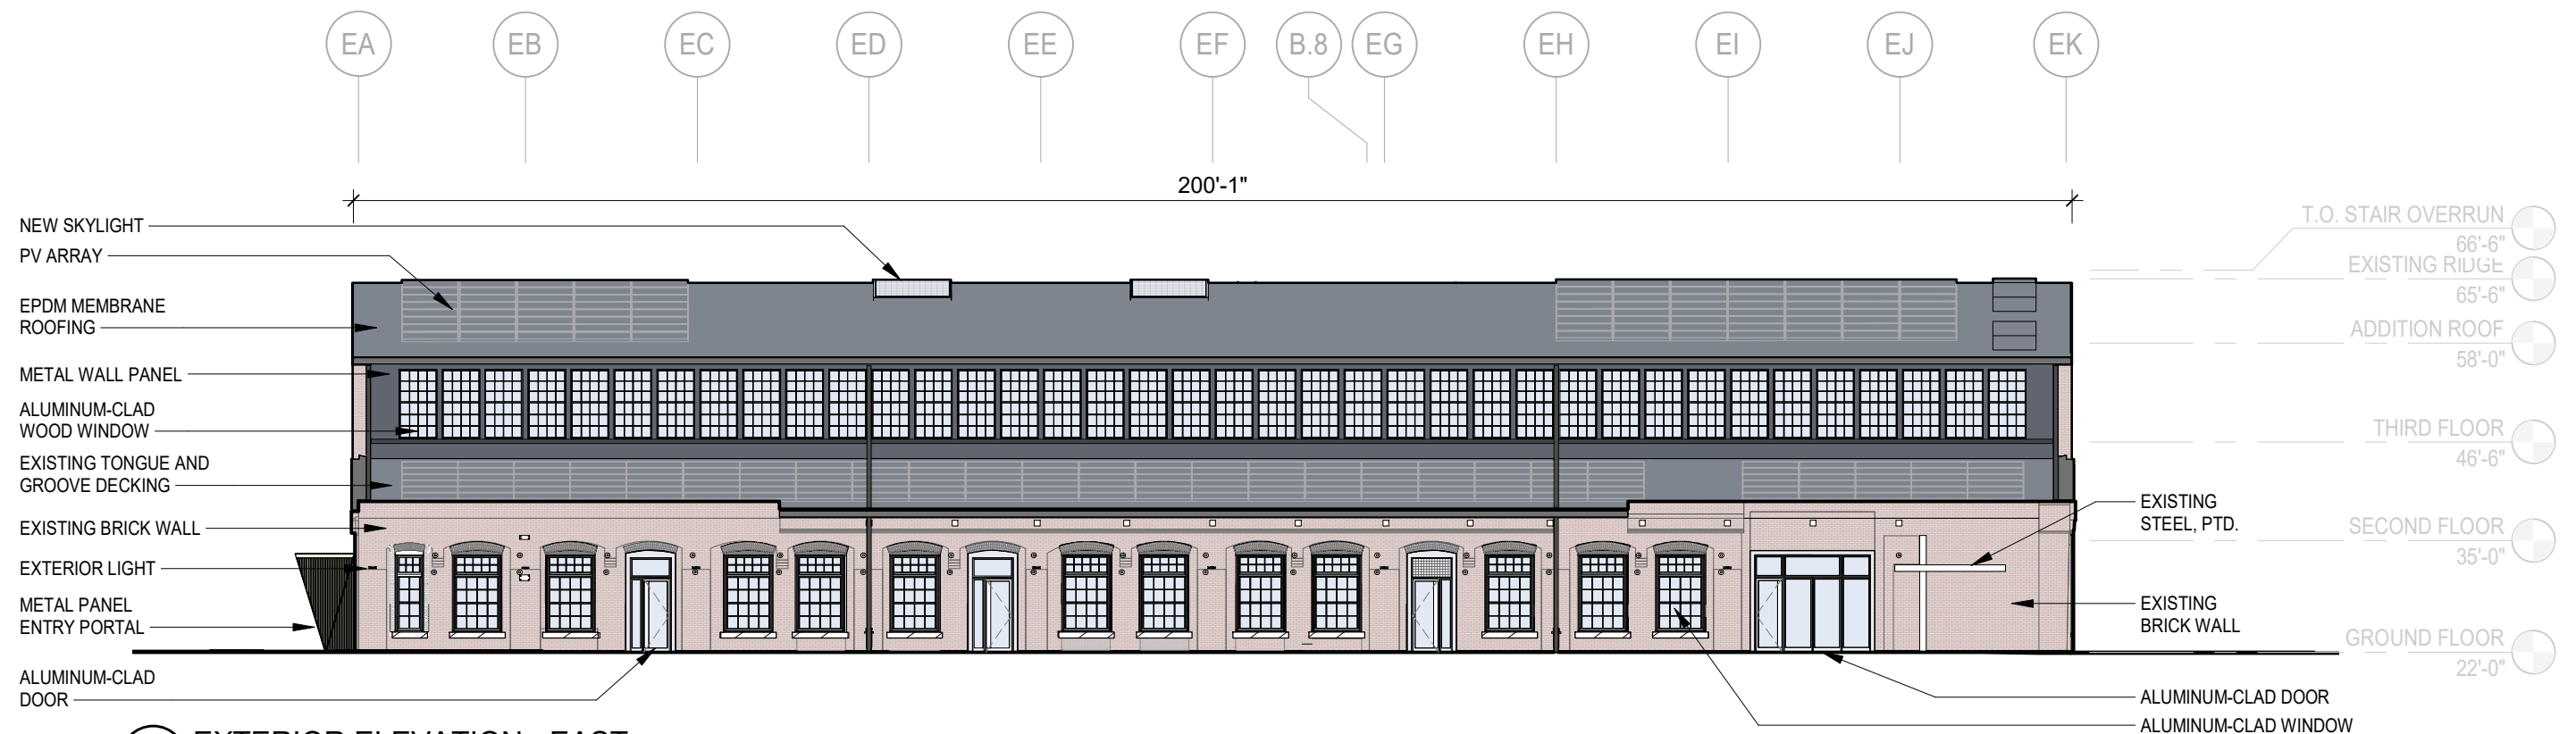 EA EB EC ED EE EF B.8 EG EH EI EJ EK
200'-1"
NEW SKYLIGHT
PV ARRAY
EPDM MEMBRANE
ROOFING
METAL WALL PANEL
ALUMINUM-CLAD
WOOD WINDOW
EXISTING TONGUE AND
GROOVE DECKING
EXISTING BRICK WALL
EXTERIOR LIGHT
METAL PANEL
ENTRY PORTAL
ALUMINUM-CLAD
DOOR
T.O. STAIR OVERRUN
66'-6"
EXISTING RIDGE
65'-6"
ADDITION ROOF
58'-0"
THIRD FLOOR
46'-6"
SECOND FLOOR
35'-0"
GROUND FLOOR
22'-0"
EXISTING
STEEL, PTD.
EXISTING
BRICK WALL
ALUMINUM-CLAD DOOR
ALUMINUM-CLAD WINDOW
EXTERIOR ELEVATION - EAST